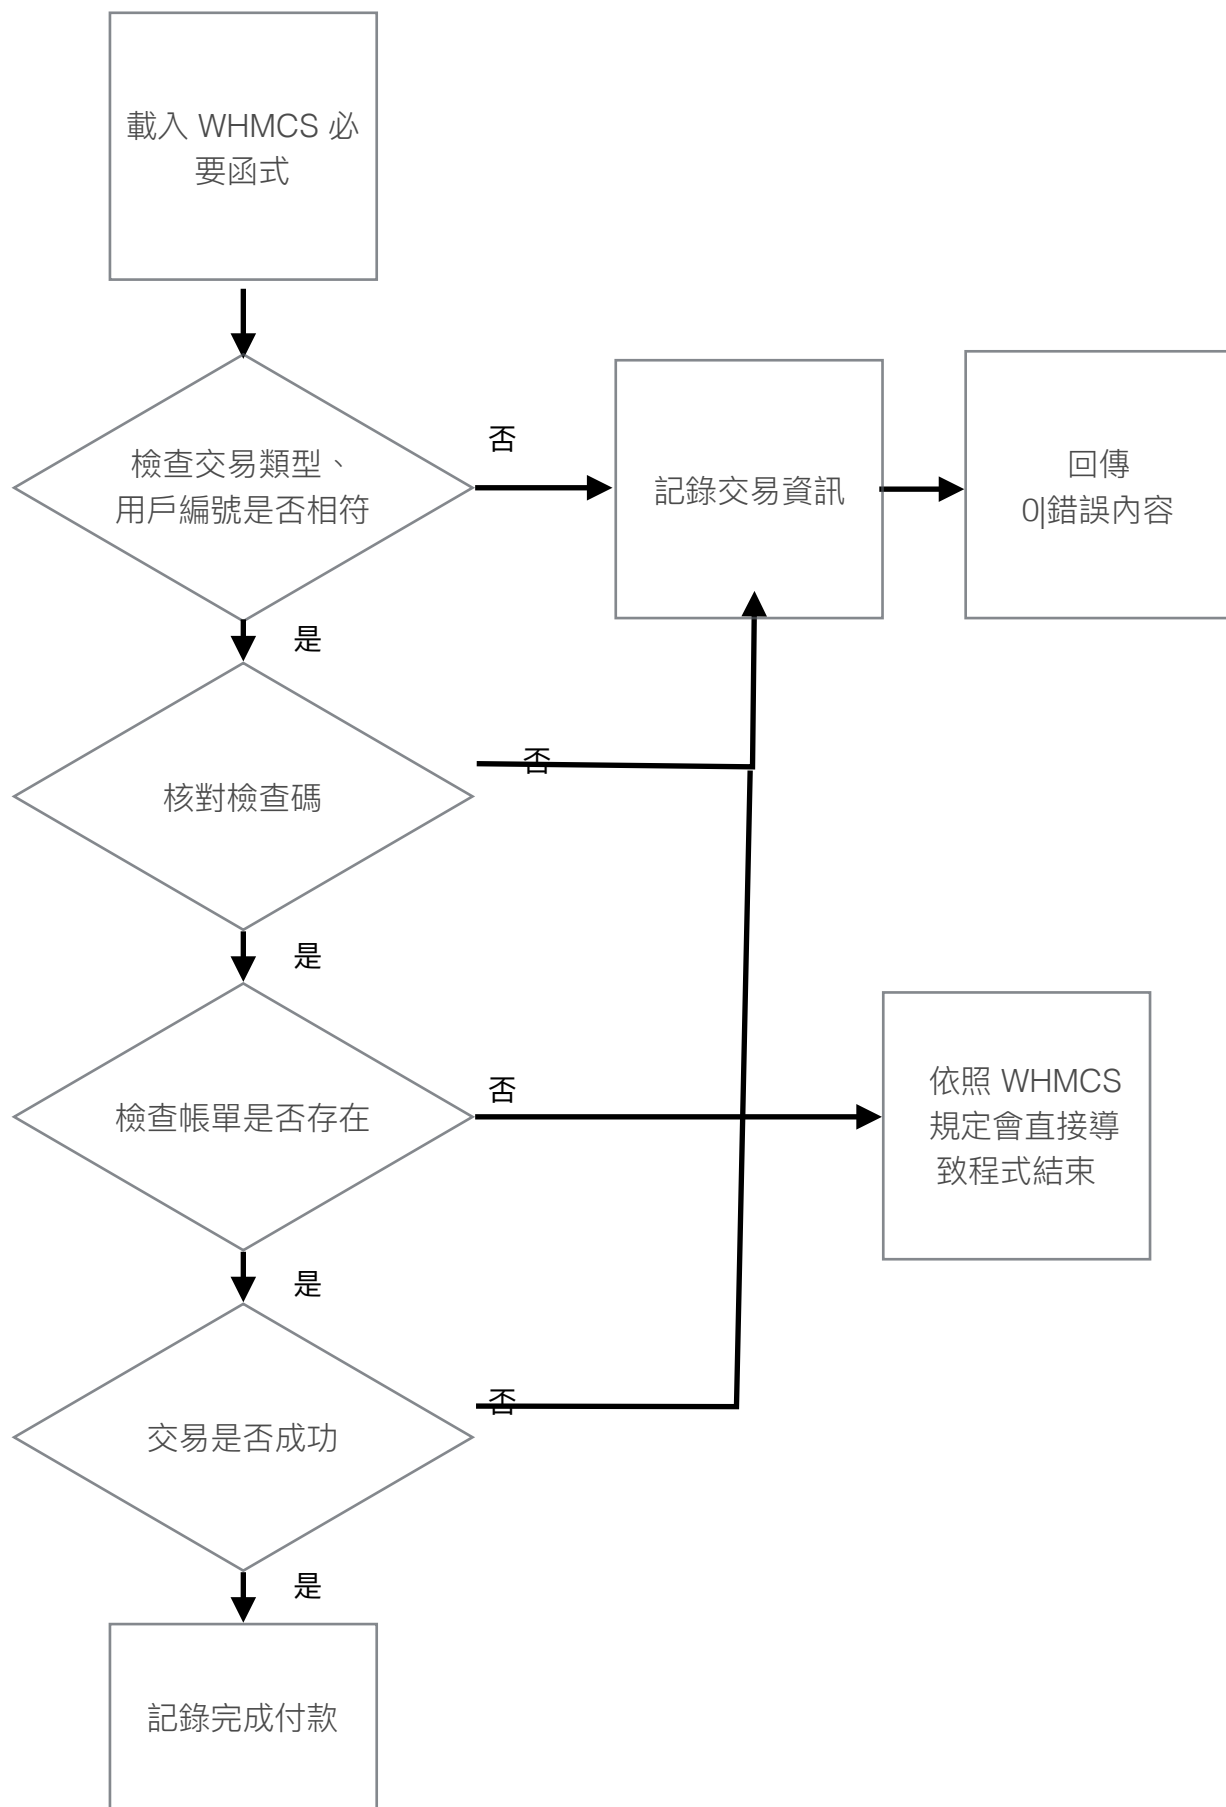 載入 WHMCS 必
要函式
檢查交易類型、
用戶編號是否相符
否
記錄交易資訊
回傳
0|錯誤內容
是
核對檢查碼
否
是
檢查帳單是否存在
否
依照 WHMCS
規定會直接導
致程式結束
是
交易是否成功
否
是
記錄完成付款